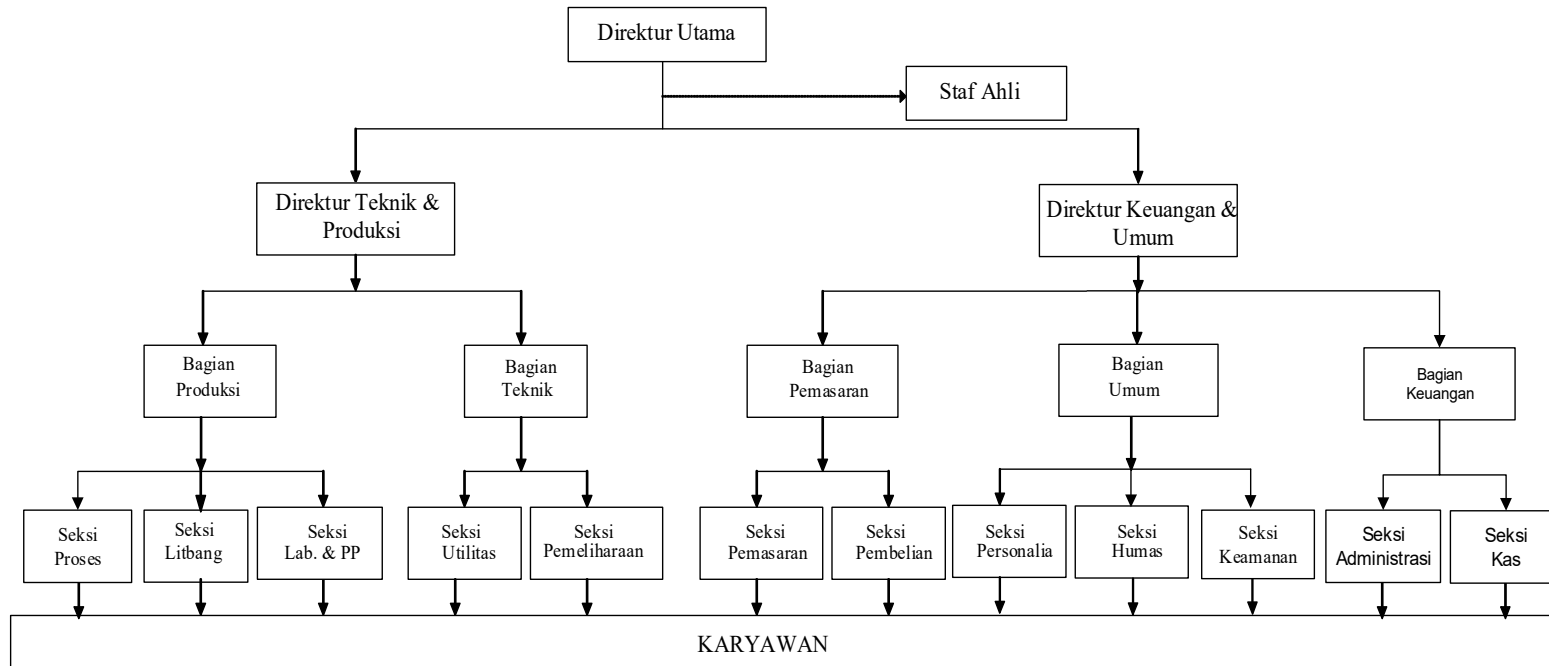 Direktur Utama
Staf Ahli
Direktur Teknik &
Produksi
Direktur Keuangan &
Umum
Bagian
Produksi
Bagian
Teknik
Bagian
Pemasaran
Bagian
Umum
Bagian
Keuangan
Seksi
Proses
Seksi
Litbang
Seksi
Lab. & PP
Seksi
Utilitas
Seksi
Pemeliharaan
Seksi
Pemasaran
Seksi
Pembelian
Seksi
Personalia
Seksi
Humas
Seksi
Keamanan
Seksi
Administrasi
Seksi
Kas
KARYAWAN